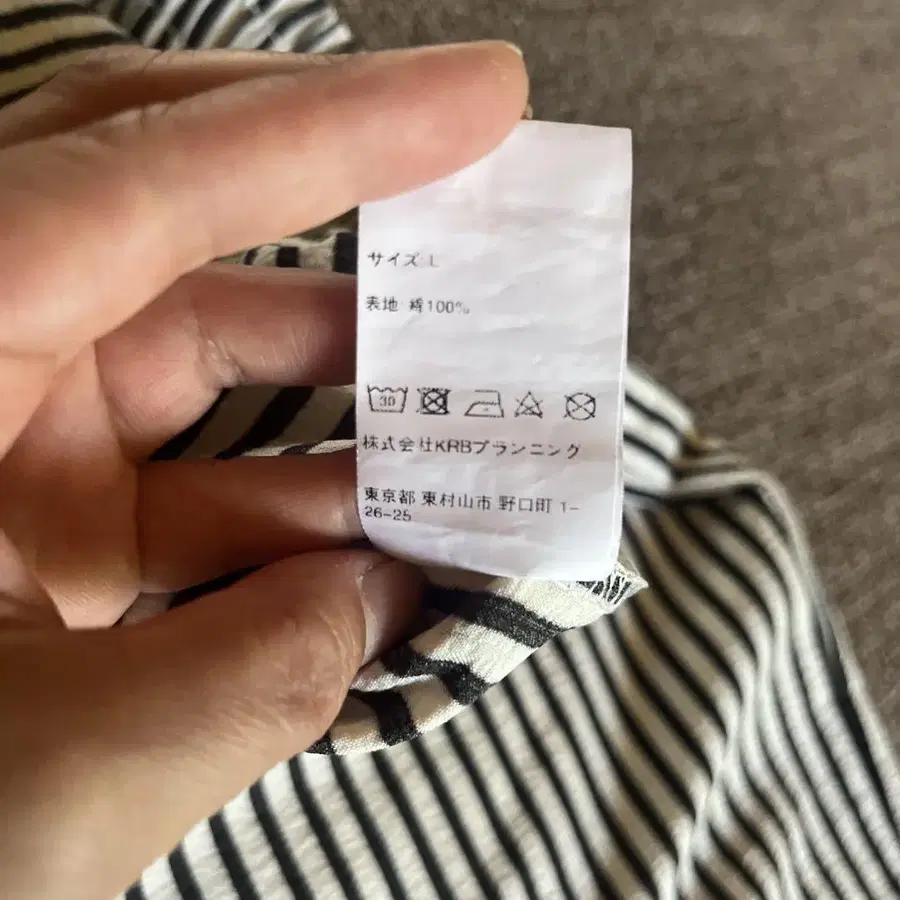 サイズ L
表地 綿100%
30
株式会社KRBプランニング
東京都 東村山市 野口町 1-
26-25